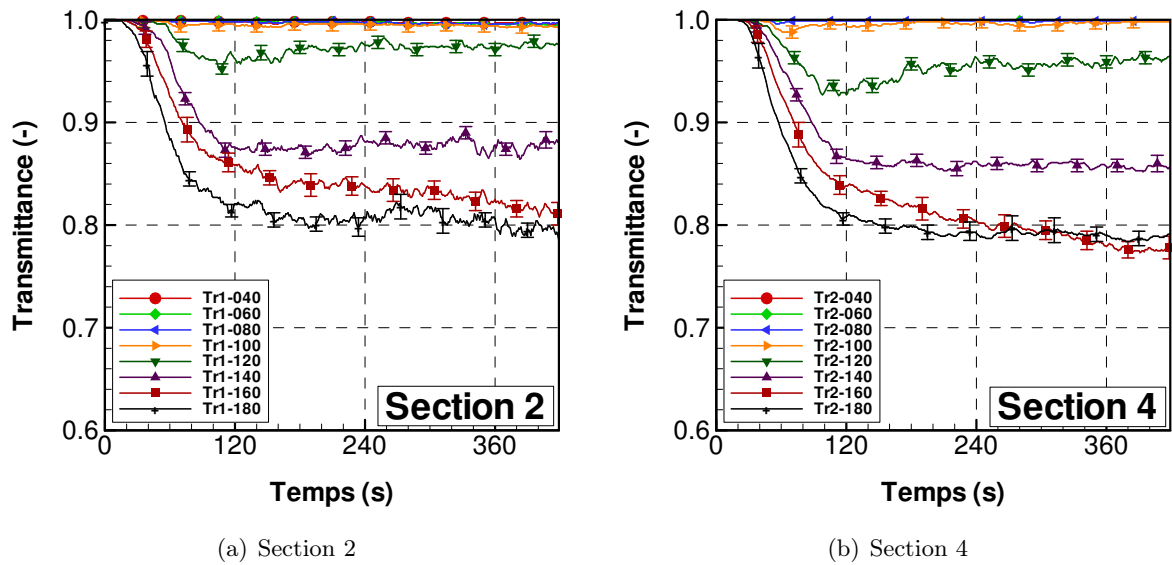 Transmittance (-)
1.0
0.9
0.8
0.7
0.6
0
120
240
360
Temps (s)
Tr1-040
Tr1-060
Tr1-080
Tr1-100
Tr1-120
Tr1-140
Tr1-160
Tr1-180
Section 2
(a) Section 2
Transmittance (-)
1.0
0.9
0.8
0.7
0.6
0
120
240
360
Temps (s)
Tr2-040
Tr2-060
Tr2-080
Tr2-100
Tr2-120
Tr2-140
Tr2-160
Tr2-180
Section 4
(b) Section 4